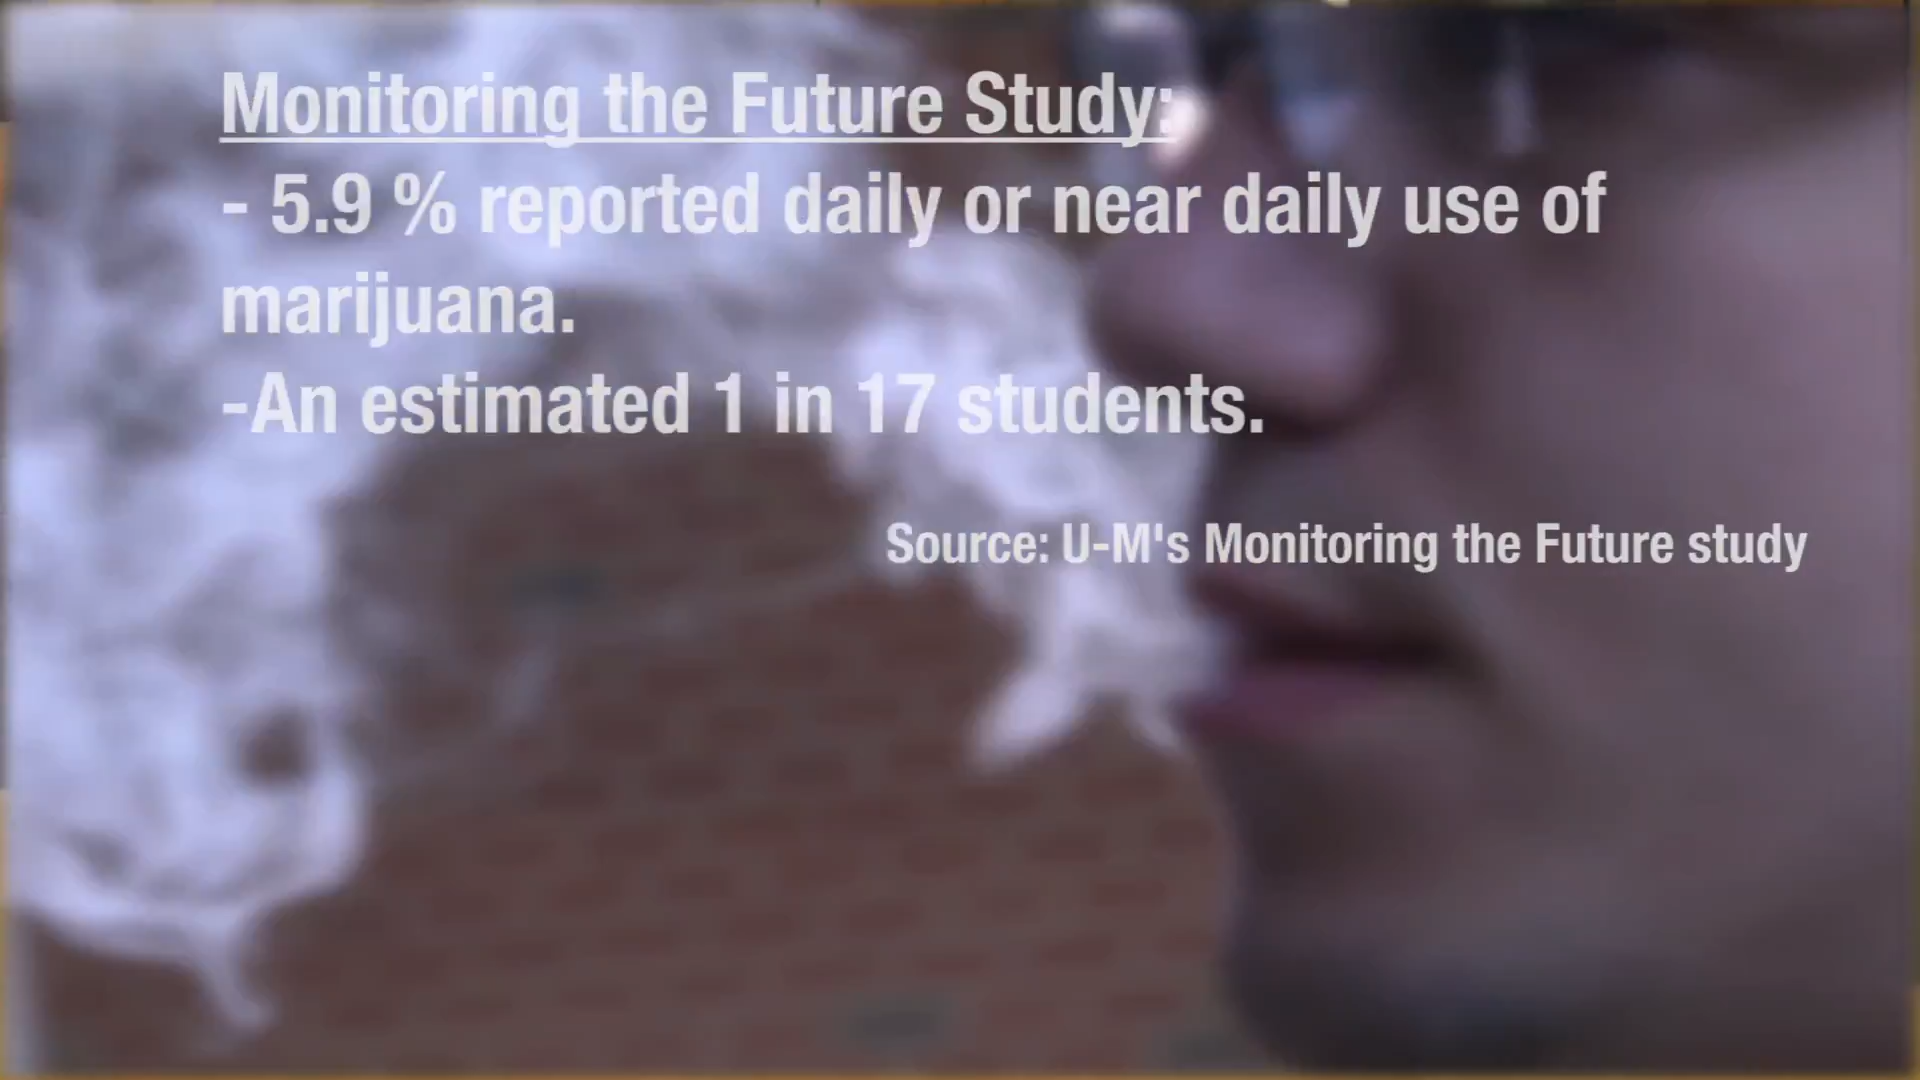 Monitoring the Future Study:
- 5.9 % reported daily or near daily use of
marijuana.
-An estimated 1 in 17 students.
Source: U-M's Monitoring the Future study